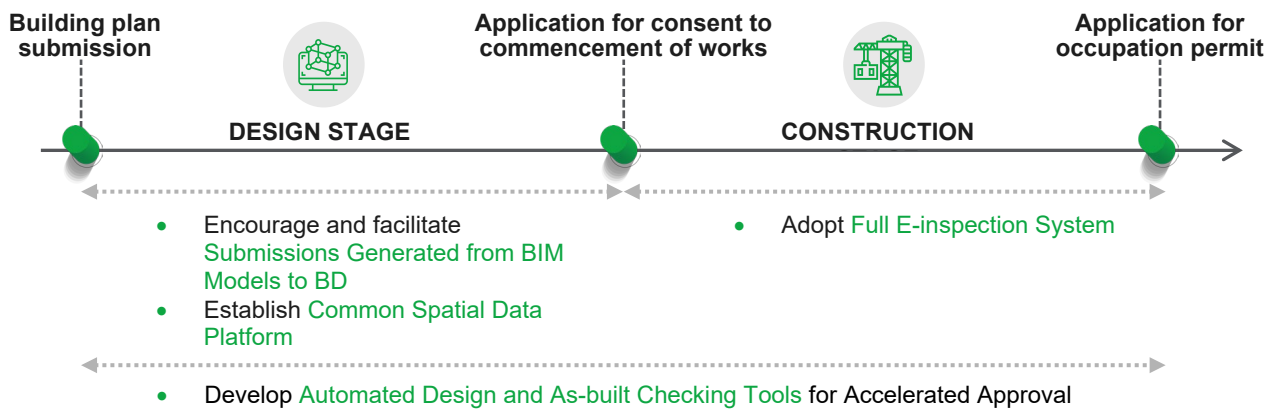 Building plan
submission
Application for consent to
commencement of works
Application for
occupation permit
DESIGN STAGE
CONSTRUCTION
• Encourage and facilitate
Submissions Generated from BIM
Models to BD
• Establish Common Spatial Data
Platform
• Adopt Full E-inspection System
• Develop Automated Design and As-built Checking Tools for Accelerated Approval